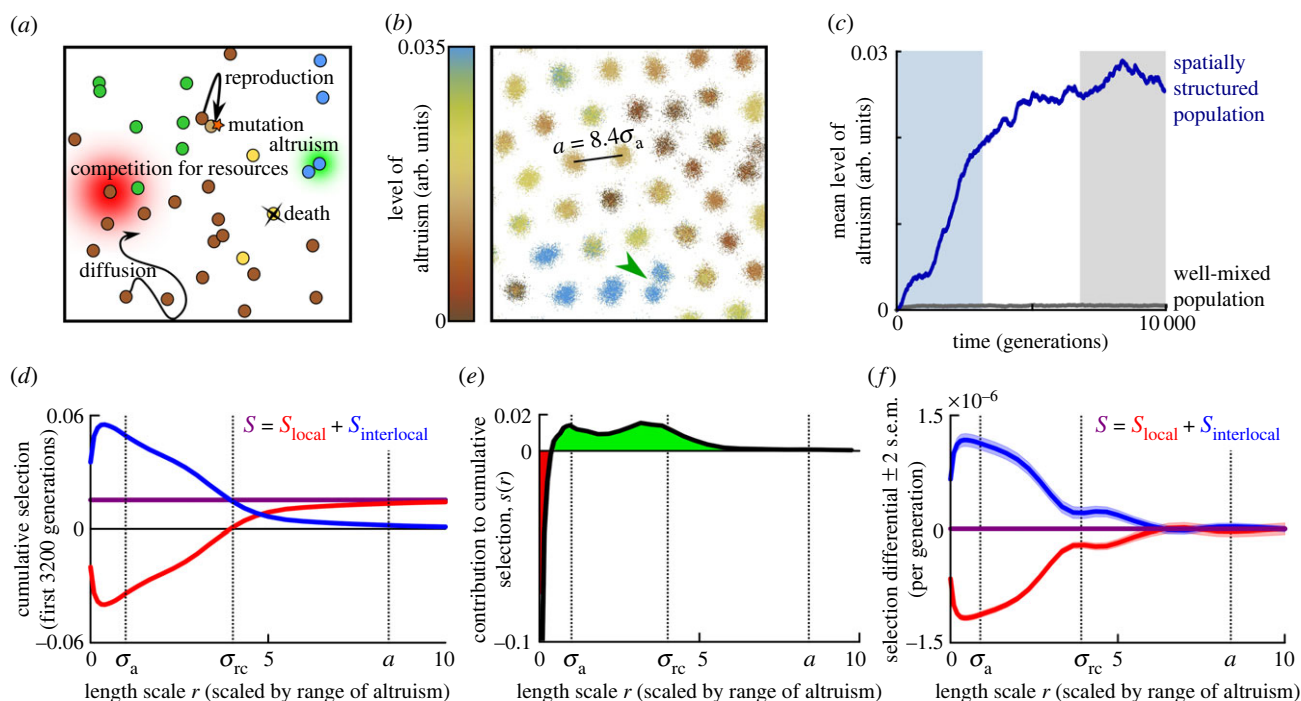 (a)
reproduction
mutation
altruism
competition for resources
death
diffusion
(b)
0.035
level of
altruism (arb. units)
0
a = 8.4σa
(c)
0.03
mean level of
altruism (arb. units)
0
spatially
structured
population
well-mixed
population
0
10 000
time (generations)
(d)
0.06
S = Slocal + Sinterlocal
cumulative selection
(first 3200 generations)
0
−0.06
0 σa σrc 5 a 10
length scale r (scaled by range of altruism)
(e)
0.02
contribution to cumulative
selection, s(r)
0
−0.1
0 σa σrc 5 a 10
length scale r (scaled by range of altruism)
(f)
×10−6
1.5
S = Slocal + Sinterlocal
selection differential ± 2 s.e.m.
(per generation)
0
−1.5
0 σa σrc 5 a 10
length scale r (scaled by range of altruism)